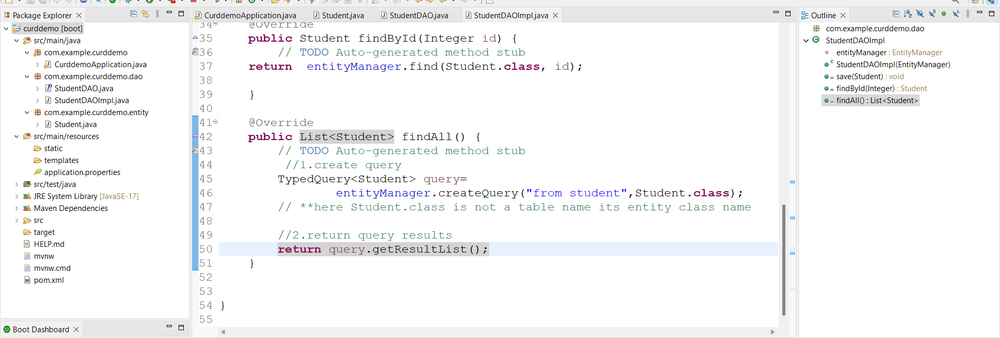 Package Explorer
curddemo [boot]
src/main/java
com.example.curddemo
CurddemoApplication.java
com.example.curddemo.dao
StudentDAO.java
StudentDAOImpl.java
com.example.curddemo.entity
Student.java
src/main/resources
static
templates
application.properties
src/test/java
JRE System Library [JavaSE-17]
Maven Dependencies
src
target
HELP.md
mvnw
mvnw.cmd
pom.xml
Boot Dashboard
CurddemoApplication.java
Student.java
StudentDAO.java
StudentDAOImpl.java
34 @Override
35 public Student findById(Integer id) {
36 // TODO Auto-generated method stub
37 return entityManager.find(Student.class, id);
38
39 }
40
41 @Override
42 public List<Student> findAll() {
43 // TODO Auto-generated method stub
44 //1.create query
45 TypedQuery<Student> query=
46 entityManager.createQuery("from student",Student.class);
47 // **here Student.class is not a table name its entity class name
48
49 //2.return query results
50 return query.getResultList();
51 }
52
53
54 }
55
Outline
com.example.curddemo.dao
StudentDAOImpl
entityManager : EntityManager
StudentDAOImpl(EntityManager)
save(Student) : void
findById(Integer) : Student
findAll() : List<Student>